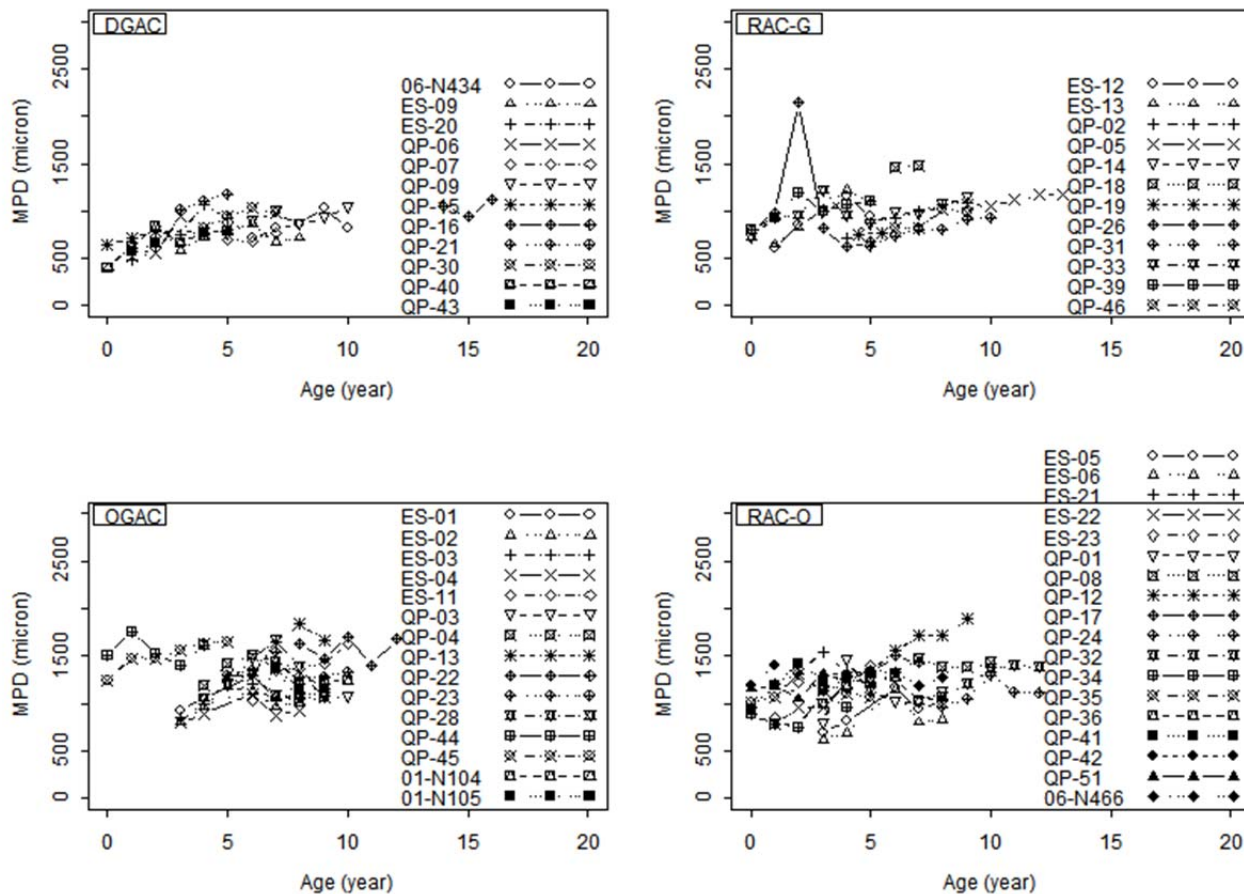 DGAC
MPD (micron)
2500
1500
500
0
06-N434
ES-09
ES-20
QP-06
QP-07
QP-09
QP-16
QP-21
QP-30
QP-40
QP-43
0 5 10 15 20
Age (year)
RAC-G
MPD (micron)
2500
1500
500
0
ES-12
ES-13
QP-02
QP-05
QP-14
QP-18
QP-19
QP-26
QP-31
QP-33
QP-39
QP-46
0 5 10 15 20
Age (year)
OGAC
MPD (micron)
2500
1500
500
0
ES-01
ES-02
ES-03
ES-04
ES-11
QP-03
QP-04
QP-13
QP-22
QP-23
QP-28
QP-44
QP-45
01-N104
01-N105
0 5 10 15 20
Age (year)
RAC-O
MPD (micron)
2500
1500
500
0
ES-05
ES-06
ES-21
ES-22
ES-23
QP-01
QP-08
QP-12
QP-17
QP-24
QP-32
QP-34
QP-35
QP-36
QP-41
QP-42
QP-51
06-N466
0 5 10 15 20
Age (year)